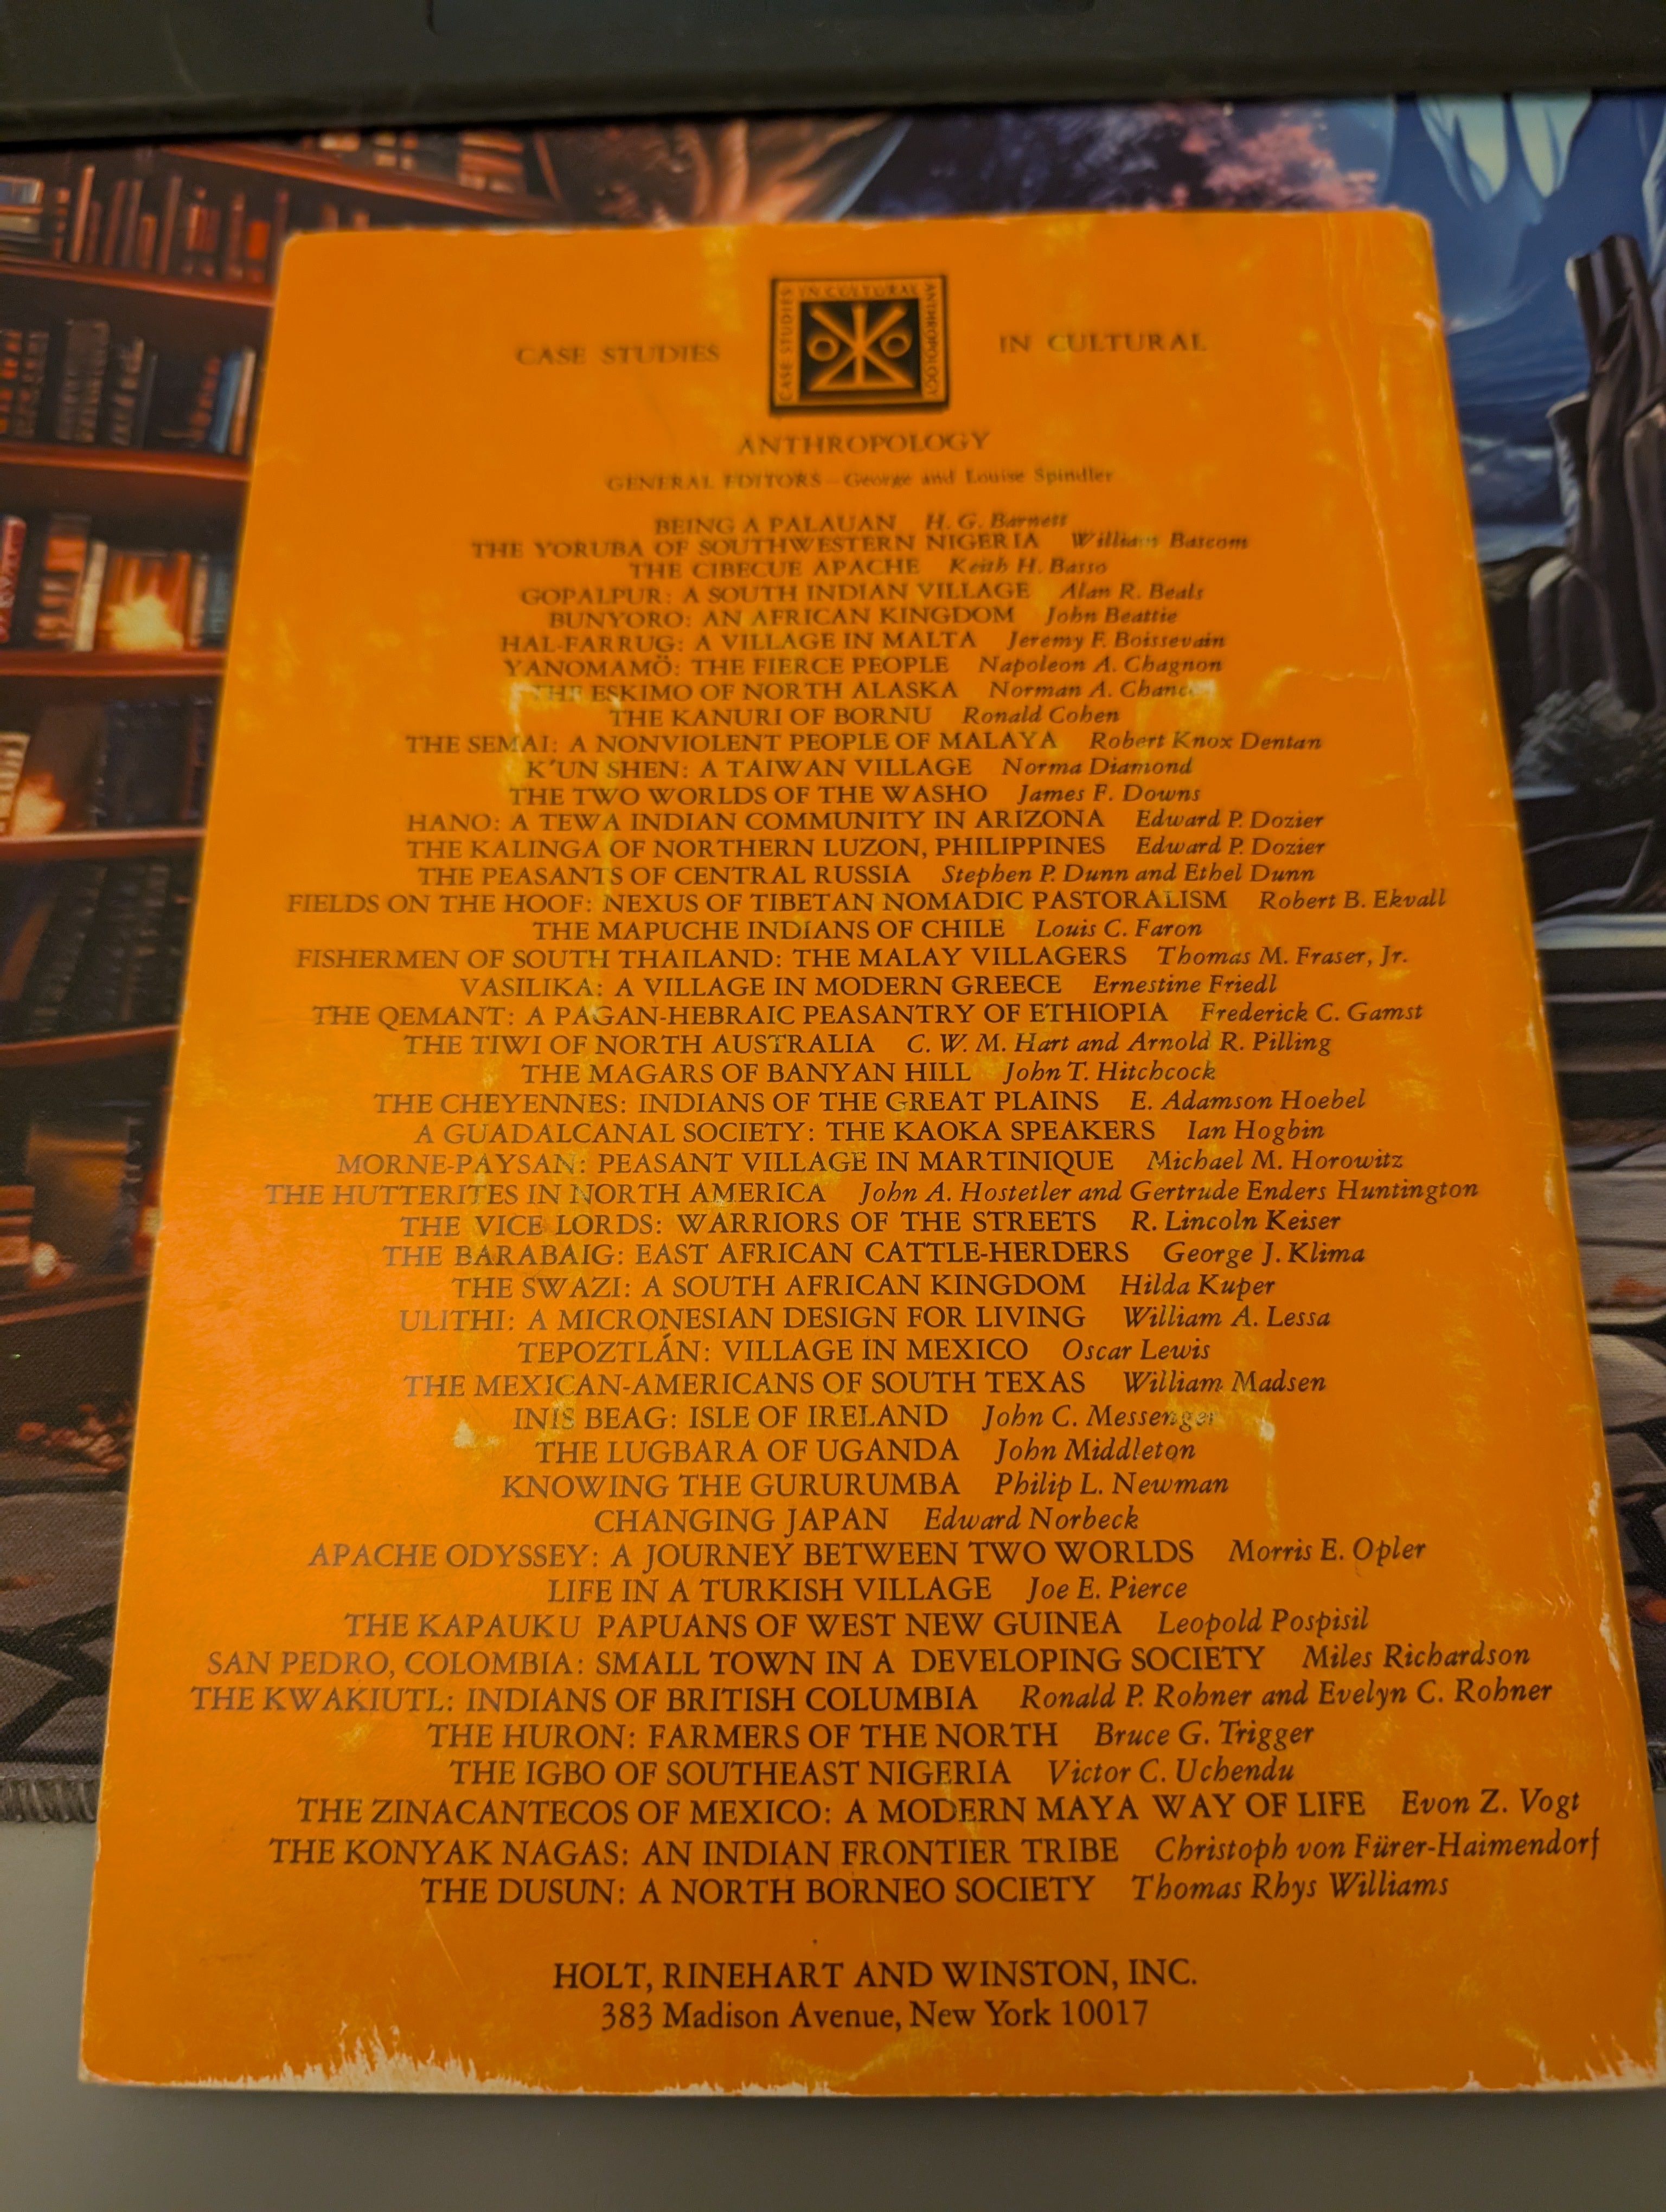 CASE STUDIES IN CULTURAL
CASE STUDIES IN CULTURAL ANTHROPOLOGY
ANTHROPOLOGY
GENERAL EDITORS—George and Louise Spindler
BEING A PALAUAN H. G. Barnett
THE YORUBA OF SOUTHWESTERN NIGERIA William Bascom
THE CIBECUE APACHE Keith H. Basso
GOPALPUR: A SOUTH INDIAN VILLAGE Alan R. Beals
BUNYORO: AN AFRICAN KINGDOM John Beattie
HAL-FARRUG: A VILLAGE IN MALTA Jeremy F. Boissevain
YANOMAMÖ: THE FIERCE PEOPLE Napoleon A. Chagnon
THE ESKIMO OF NORTH ALASKA Norman A. Chance
THE KANURI OF BORNU Ronald Cohen
THE SEMAI: A NONVIOLENT PEOPLE OF MALAYA Robert Knox Dentan
K'UN SHEN: A TAIWAN VILLAGE Norma Diamond
THE TWO WORLDS OF THE WASHO James F. Downs
HANO: A TEWA INDIAN COMMUNITY IN ARIZONA Edward P. Dozier
THE KALINGA OF NORTHERN LUZON, PHILIPPINES Edward P. Dozier
THE PEASANTS OF CENTRAL RUSSIA Stephen P. Dunn and Ethel Dunn
FIELDS ON THE HOOF: NEXUS OF TIBETAN NOMADIC PASTORALISM Robert B. Ekvall
THE MAPUCHE INDIANS OF CHILE Louis C. Faron
FISHERMEN OF SOUTH THAILAND: THE MALAY VILLAGERS Thomas M. Fraser, Jr.
VASILIKA: A VILLAGE IN MODERN GREECE Ernestine Friedl
THE QEMANT: A PAGAN-HEBRAIC PEASANTRY OF ETHIOPIA Frederick C. Gamst
THE TIWI OF NORTH AUSTRALIA C. W. M. Hart and Arnold R. Pilling
THE MAGARS OF BANYAN HILL John T. Hitchcock
THE CHEYENNES: INDIANS OF THE GREAT PLAINS E. Adamson Hoebel
A GUADALCANAL SOCIETY: THE KAOKA SPEAKERS Ian Hogbin
MORNE-PAYSAN: PEASANT VILLAGE IN MARTINIQUE Michael M. Horowitz
THE HUTTERITES IN NORTH AMERICA John A. Hostetler and Gertrude Enders Huntington
THE VICE LORDS: WARRIORS OF THE STREETS R. Lincoln Keiser
THE BARABAIG: EAST AFRICAN CATTLE-HERDERS George J. Klima
THE SWAZI: A SOUTH AFRICAN KINGDOM Hilda Kuper
ULITHI: A MICRONESIAN DESIGN FOR LIVING William A. Lessa
TEPOZTLÁN: VILLAGE IN MEXICO Oscar Lewis
THE MEXICAN-AMERICANS OF SOUTH TEXAS William Madsen
INIS BEAG: ISLE OF IRELAND John C. Messenger
THE LUGBARA OF UGANDA John Middleton
KNOWING THE GURURUMBA Philip L. Newman
CHANGING JAPAN Edward Norbeck
APACHE ODYSSEY: A JOURNEY BETWEEN TWO WORLDS Morris E. Opler
LIFE IN A TURKISH VILLAGE Joe E. Pierce
THE KAPAUKU PAPUANS OF WEST NEW GUINEA Leopold Pospisil
SAN PEDRO, COLOMBIA: SMALL TOWN IN A DEVELOPING SOCIETY Miles Richardson
THE KWAKIUTL: INDIANS OF BRITISH COLUMBIA Ronald P. Rohner and Evelyn C. Rohner
THE HURON: FARMERS OF THE NORTH Bruce G. Trigger
THE IGBO OF SOUTHEAST NIGERIA Victor C. Uchendu
THE ZINACANTECOS OF MEXICO: A MODERN MAYA WAY OF LIFE Evon Z. Vogt
THE KONYAK NAGAS: AN INDIAN FRONTIER TRIBE Christoph von Fürer-Haimendorf
THE DUSUN: A NORTH BORNEO SOCIETY Thomas Rhys Williams
HOLT, RINEHART AND WINSTON, INC.
383 Madison Avenue, New York 10017